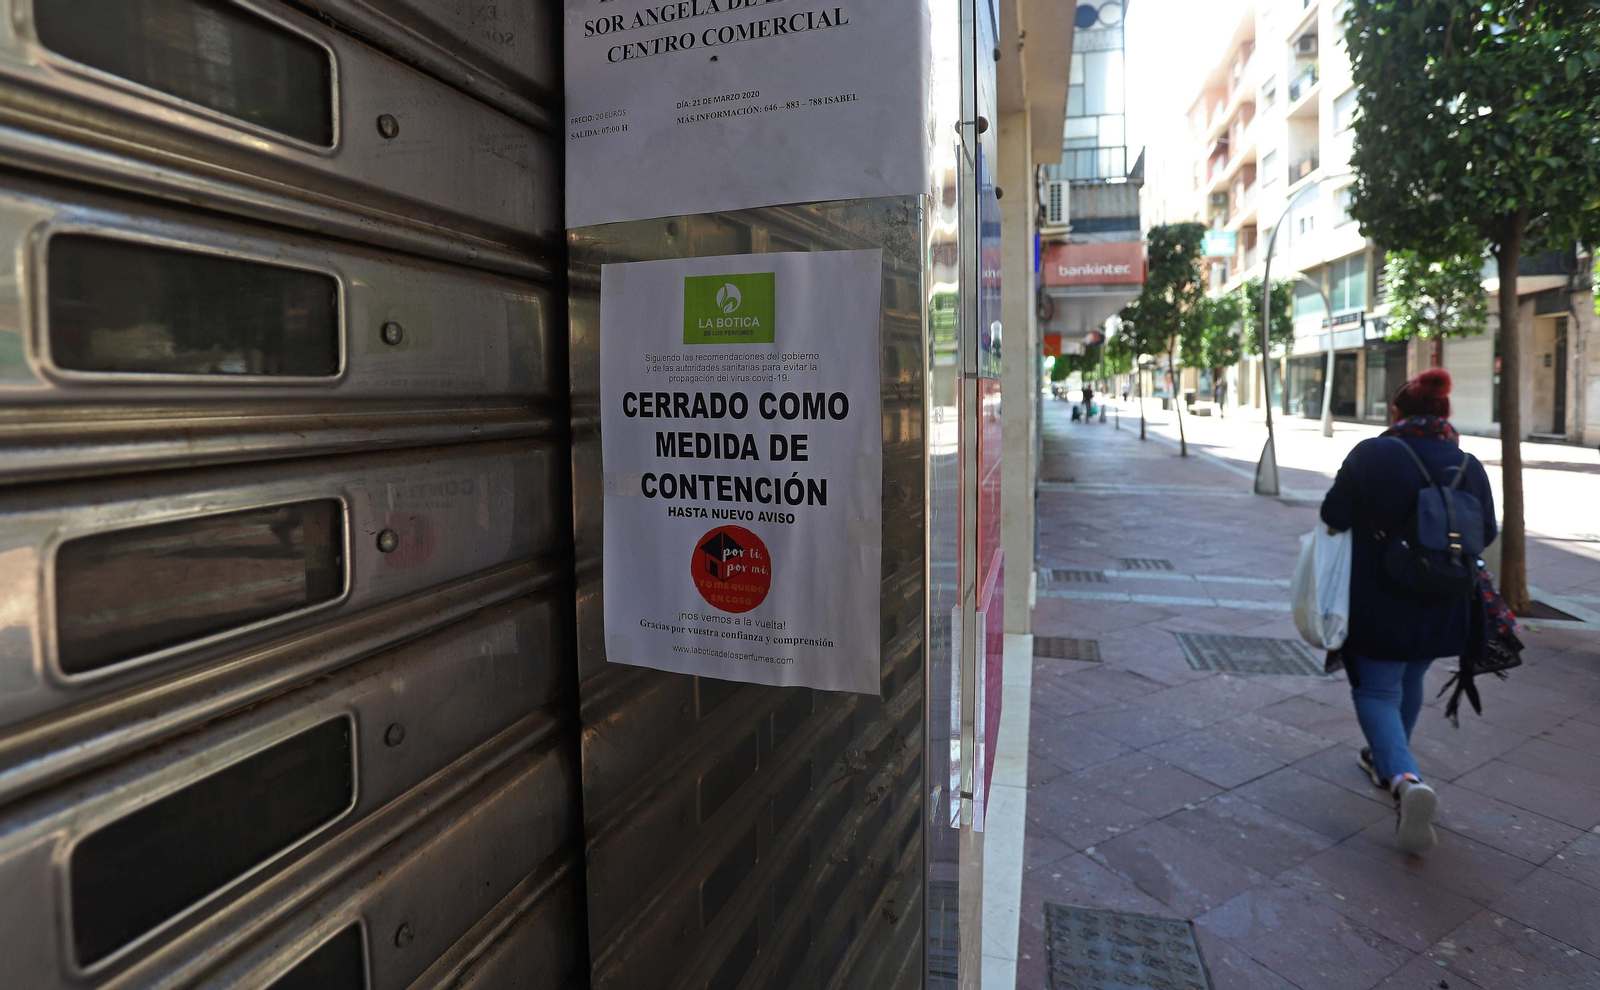 SOR ANGELA DE
CENTRO COMERCIAL
PRECIO: 20 EUROS
SALIDA: 07:00 H
DÍA: 21 DE MARZO 2020
MÁS INFORMACIÓN: 646 – 883 – 788 ISABEL
LA BOTICA
DE LOS PERFUMES
Siguiendo las recomendaciones del gobierno
y de las autoridades sanitarias para evitar la
propagación del virus covid-19.
CERRADO COMO
MEDIDA DE
CONTENCIÓN
HASTA NUEVO AVISO
por ti,
por mi,
YO ME QUEDO
EN CASA
¡nos vemos a la vuelta!
Gracias por vuestra confianza y comprensión
www.laboticadelosperfumes.com
bankinter.